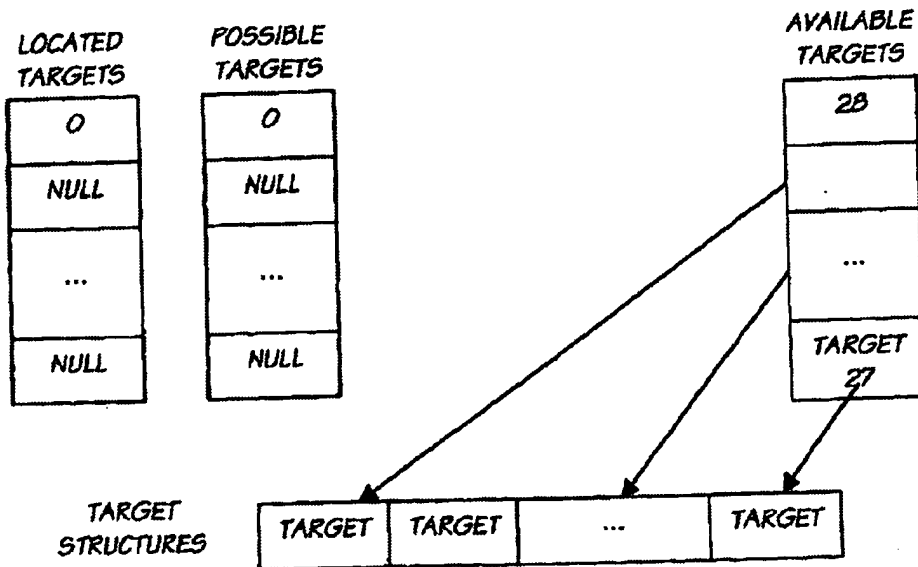 LOCATED
TARGETS
0
NULL
...
NULL
POSSIBLE
TARGETS
0
NULL
...
NULL
AVAILABLE
TARGETS
28
...
TARGET
27
TARGET
STRUCTURES
TARGET
TARGET
...
TARGET